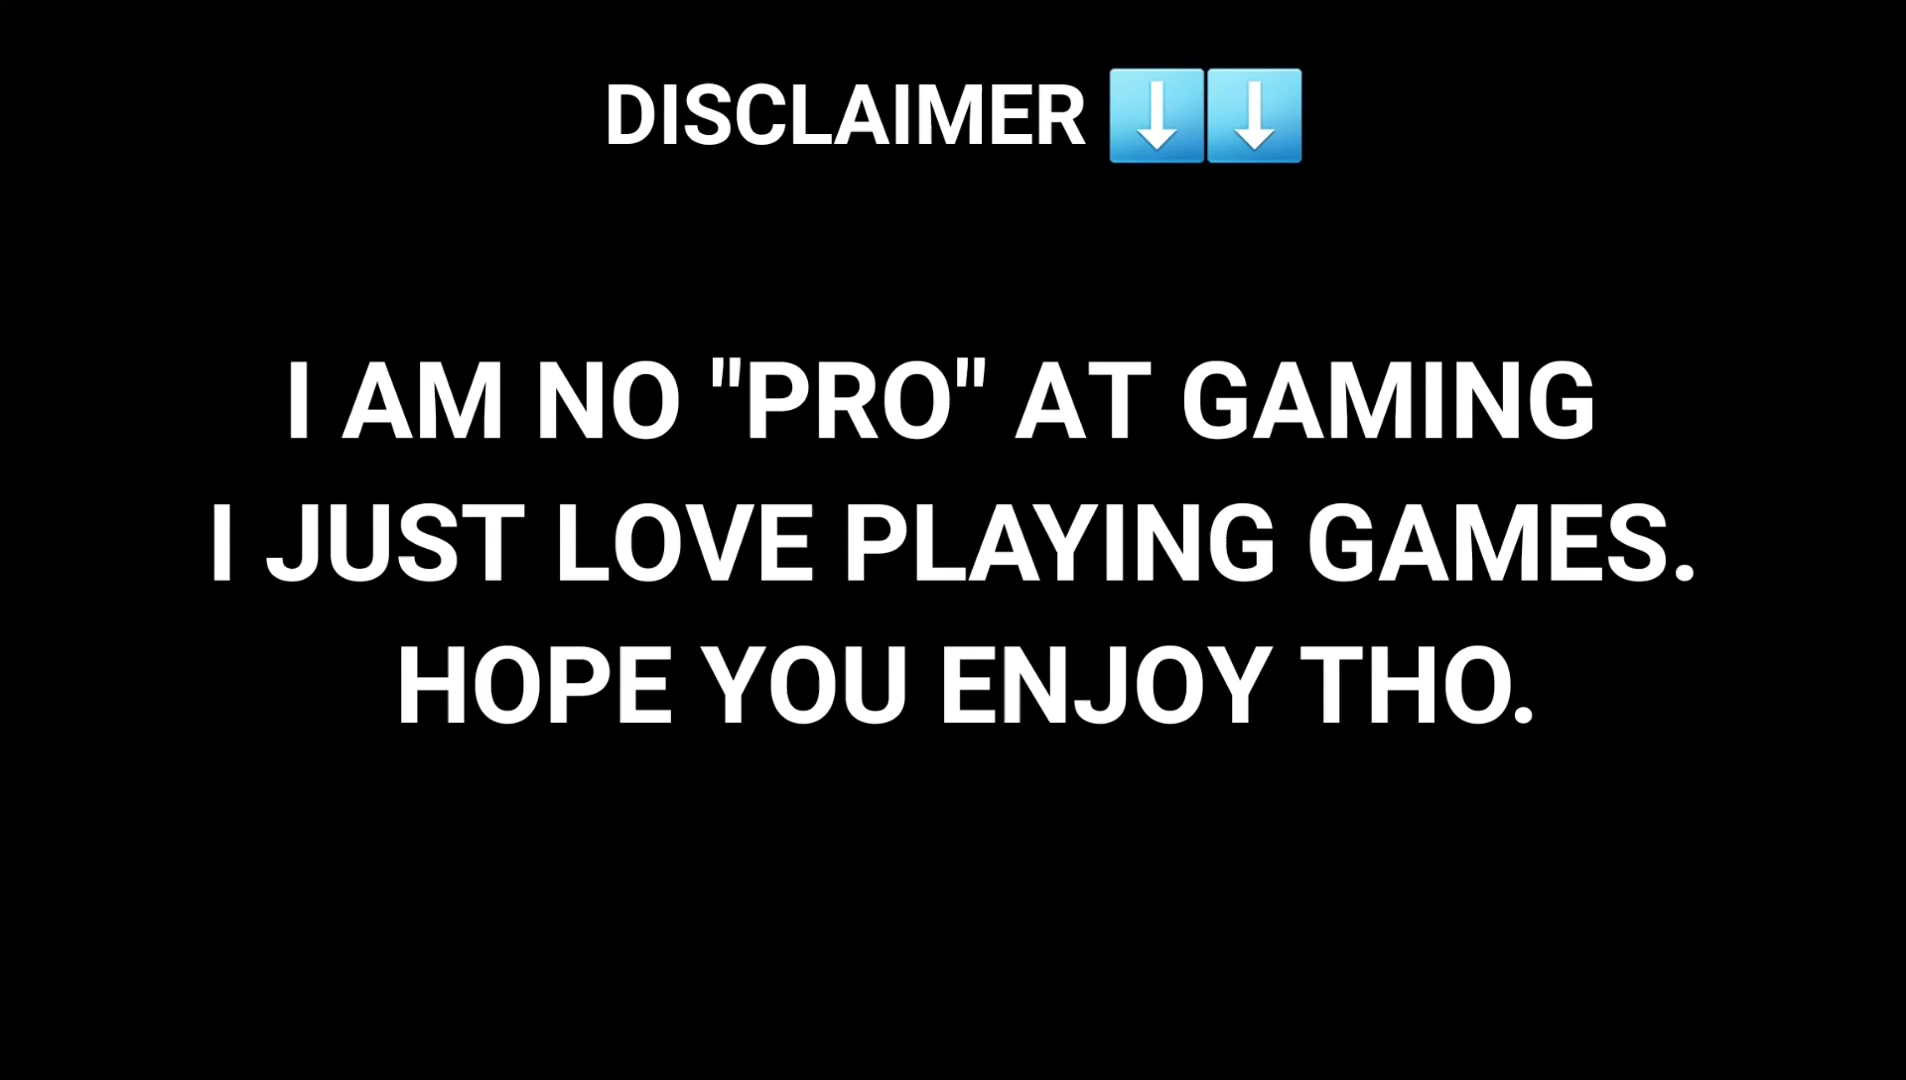 DISCLAIMER ⬇️⬇️
I AM NO "PRO" AT GAMING
I JUST LOVE PLAYING GAMES.
HOPE YOU ENJOY THO.